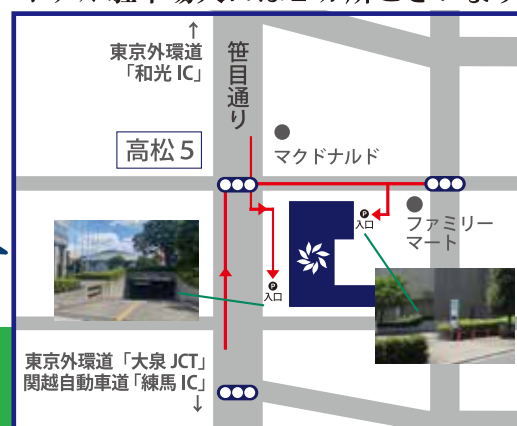 ↑
東京外環道
「和光 IC」
笹目通り
高松 5
マクドナルド
P
入口
ファミリー
マート
P
入口
東京外環道「大泉 JCT」
関越自動車道「練馬 IC」
↓